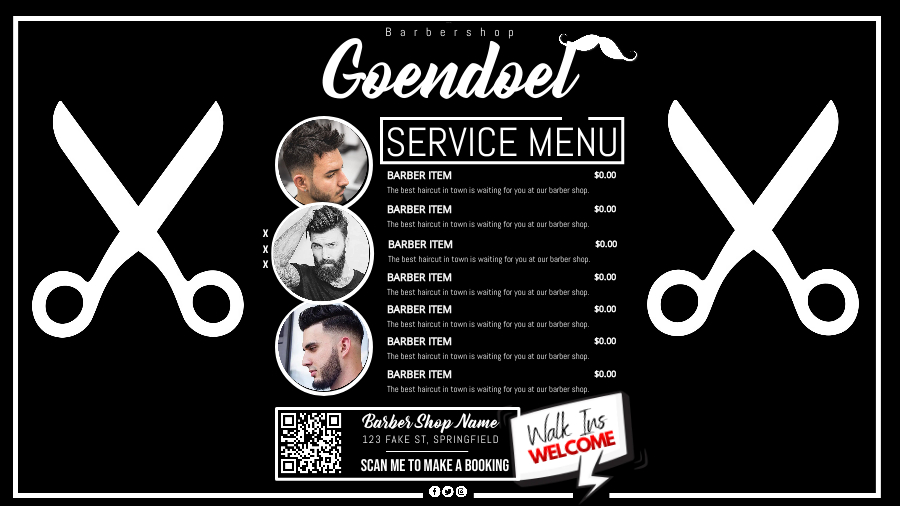 Barbershop
Goendoel
SERVICE MENU
BARBER ITEM $0.00
The best haircut in town is waiting for you at our barber shop.
BARBER ITEM $0.00
The best haircut in town is waiting for you at our barber shop.
X
X
X
BARBER ITEM $0.00
The best haircut in town is waiting for you at our barber shop.
BARBER ITEM $0.00
The best haircut in town is waiting for you at our barber shop.
BARBER ITEM $0.00
The best haircut in town is waiting for you at our barber shop.
BARBER ITEM $0.00
The best haircut in town is waiting for you at our barber shop.
BARBER ITEM $0.00
The best haircut in town is waiting for you at our barber shop.
Barber Shop Name
123 FAKE ST, SPRINGFIELD
SCAN ME TO MAKE A BOOKING
Walk Ins
WELCOME